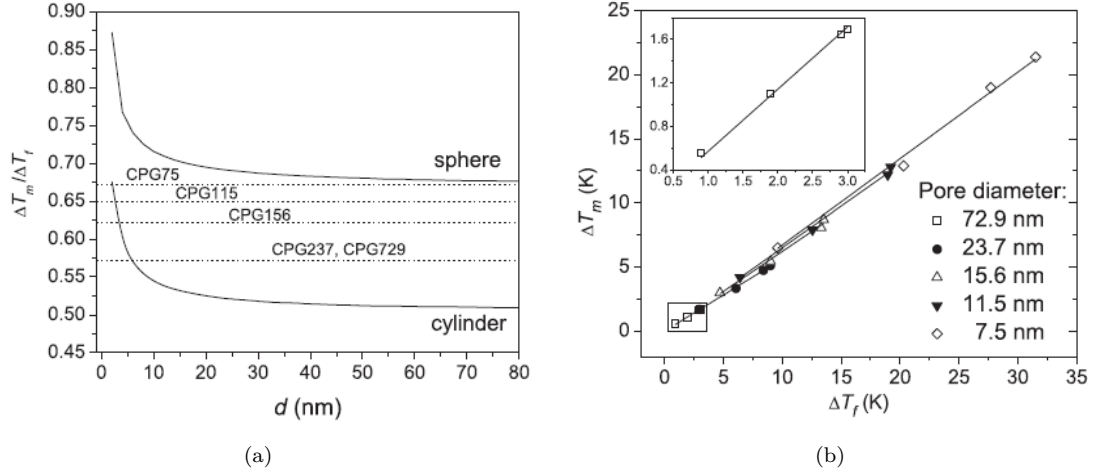 0.90
0.85
0.80
0.75
0.70
0.65
0.60
0.55
0.50
0.45
ΔT_m/ΔT_f
sphere
CPG75
CPG115
CPG156
CPG237, CPG729
cylinder
0 10 20 30 40 50 60 70 80
d (nm)
(a)
25
20
15
10
5
0
ΔT_m (K)
1.6
1.2
0.8
0.4
0.5 1.0 1.5 2.0 2.5 3.0
Pore diameter:
72.9 nm
23.7 nm
15.6 nm
11.5 nm
7.5 nm
0 5 10 15 20 25 30 35
ΔT_f (K)
(b)